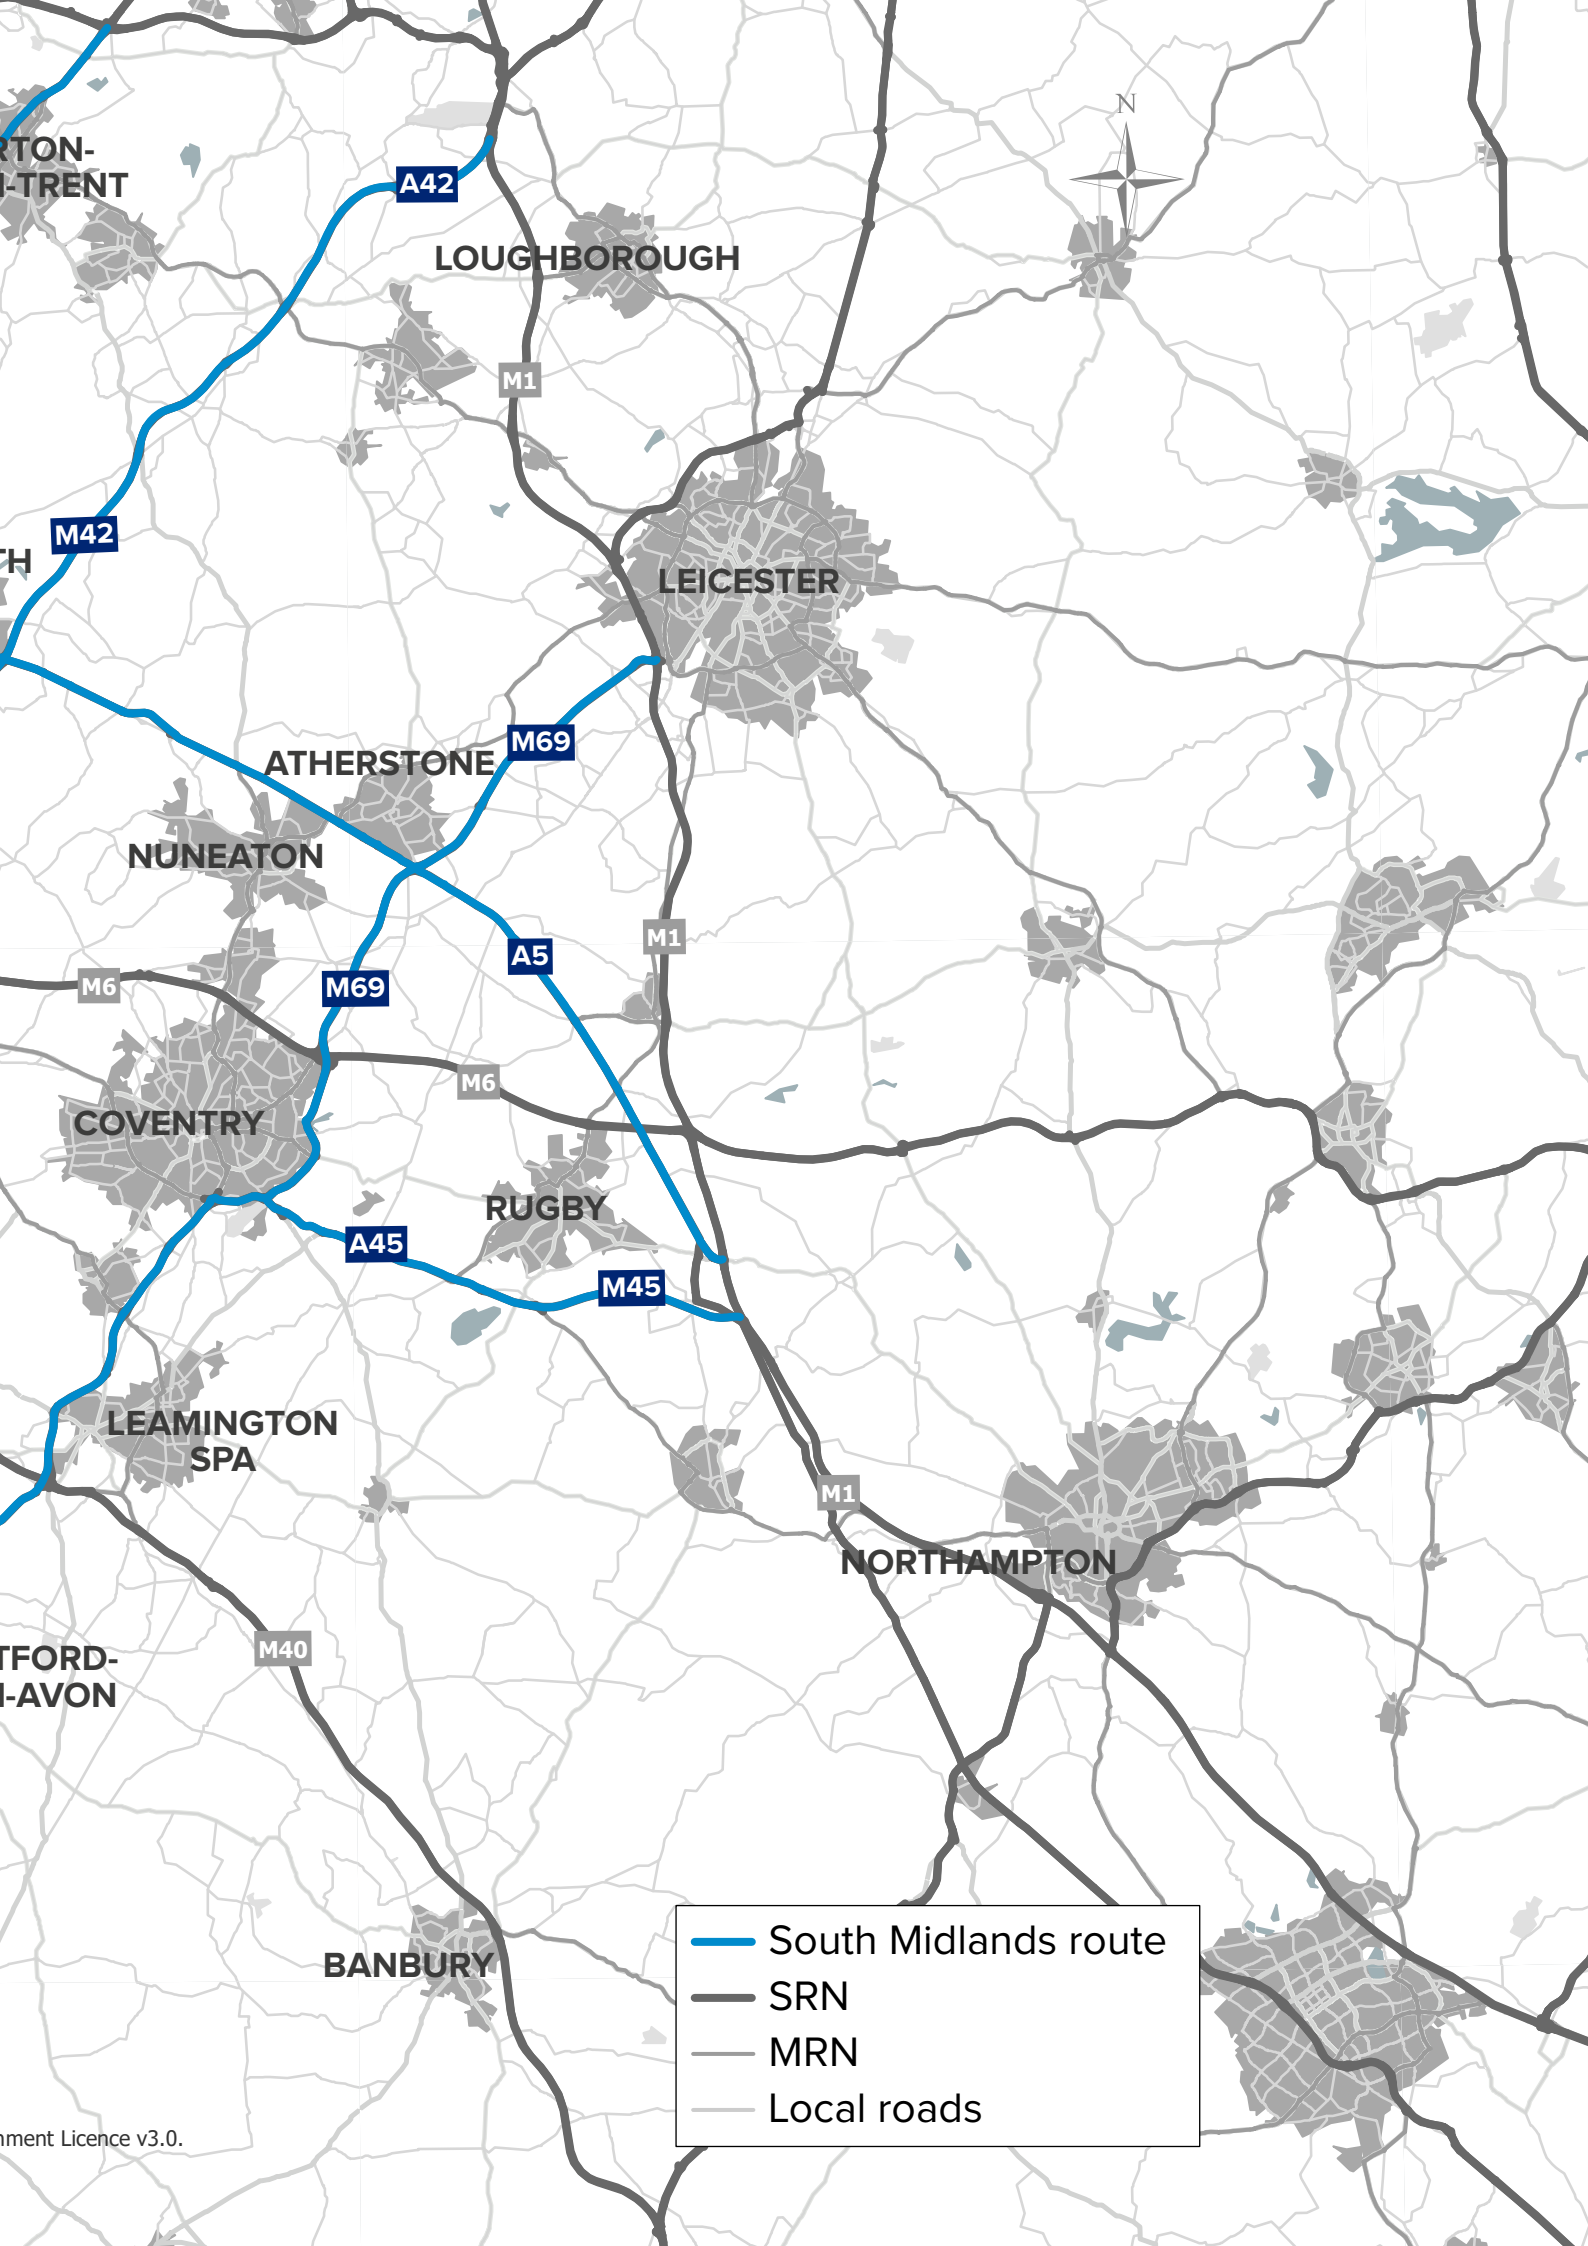 N
RTON-
-TRENT
A42
LOUGHBOROUGH
M1
M42
TH
LEICESTER
M69
ATHERSTONE
NUNEATON
M1
A5
M6
M69
M6
COVENTRY
RUGBY
A45
M45
LEAMINGTON
SPA
M1
NORTHAMPTON
M40
TFORD-
-AVON
BANBURY
South Midlands route
SRN
MRN
Local roads
nment Licence v3.0.